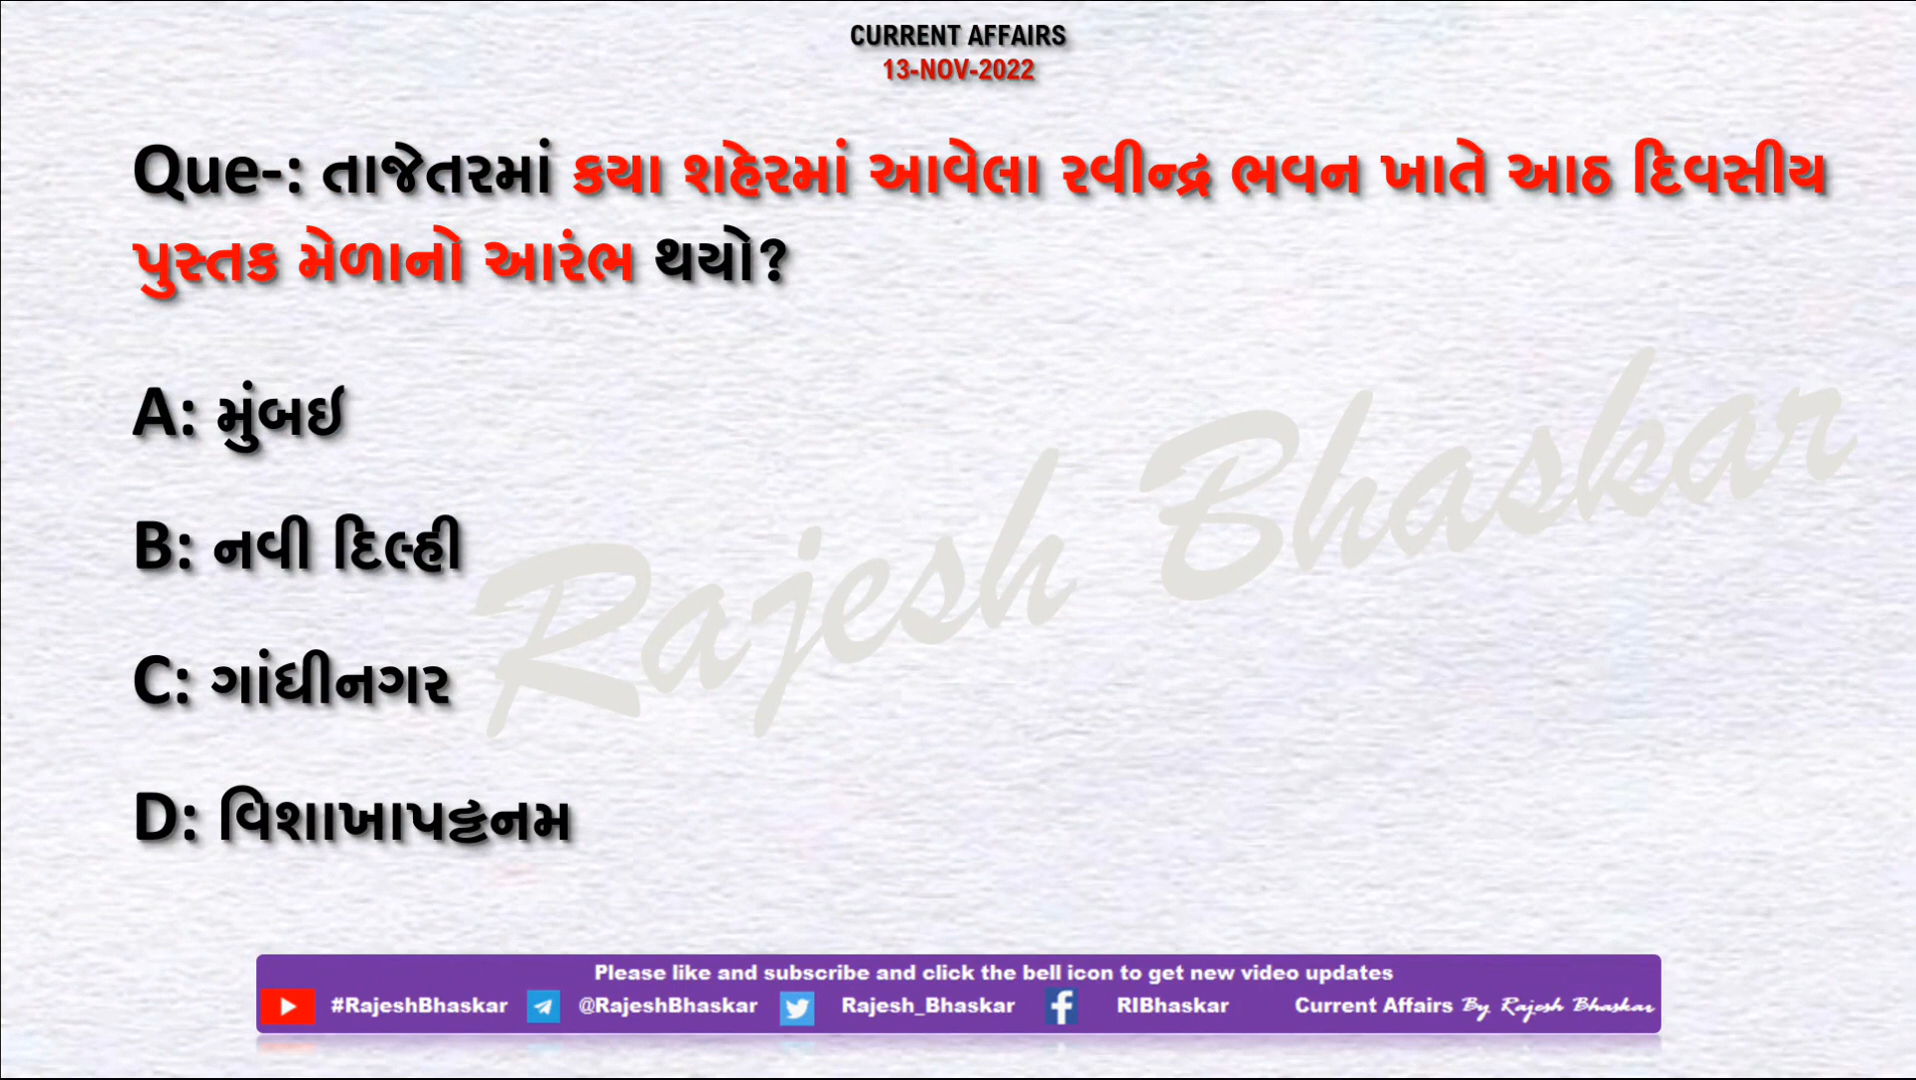 CURRENT AFFAIRS
13-NOV-2022
Que-: તાજેતરમાં કયા શહેરમાં આવેલા રવીન્દ્ર ભવન ખાતે આઠ દિવસીય
પુસ્તક મેળાનો આરંભ થયો?
A: મુંબઈ
B: નવી દિલ્હી
C: ગાંધીનગર
D: વિશાખાપટ્ટનમ
Rajesh Bhaskar
Please like and subscribe and click the bell icon to get new video updates
#RajeshBhaskar @RajeshBhaskar Rajesh_Bhaskar RIBhaskar Current Affairs By Rajesh Bhaskar